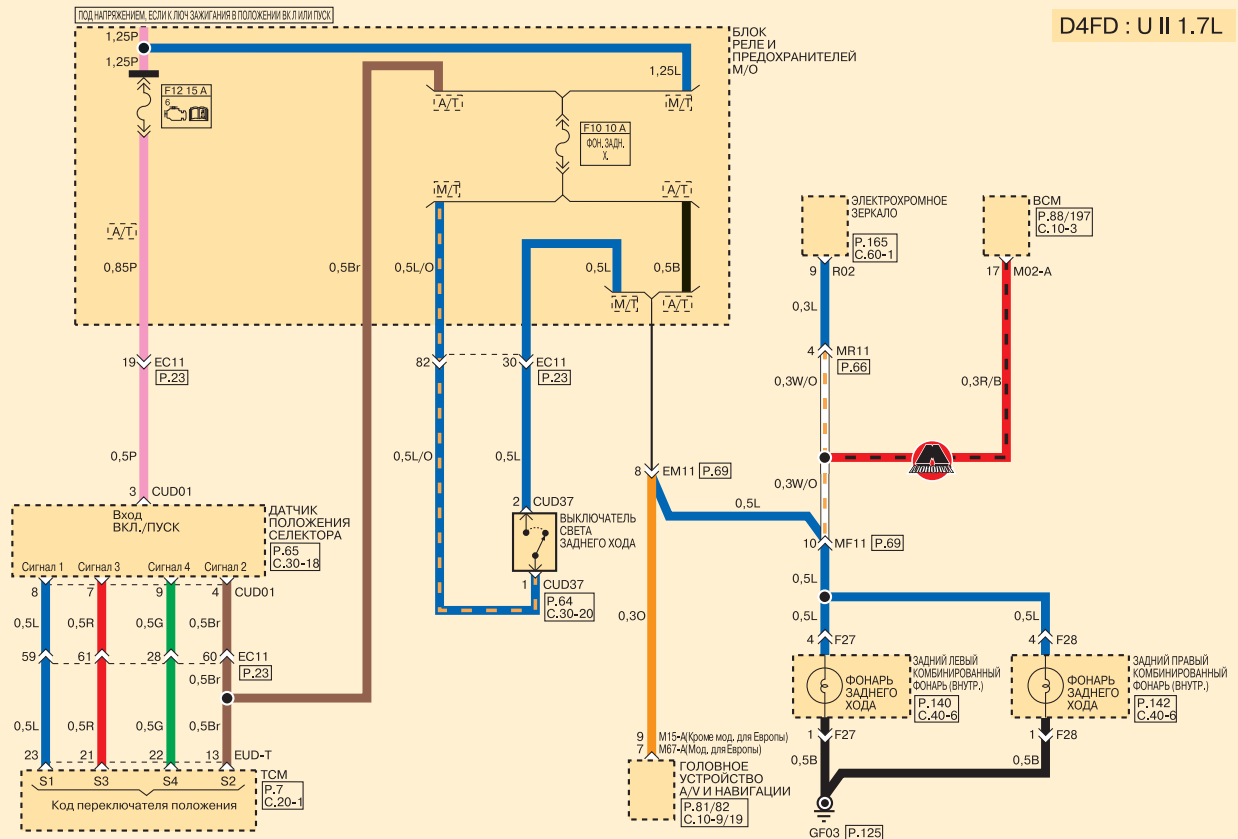 ПОД НАПРЯЖЕНИЕМ, ЕСЛИ КЛЮЧ ЗАЖИГАНИЯ В ПОЛОЖЕНИИ ВКЛ ИЛИ ПУСК
D4FD : U II 1.7L
1,25P
1,25P
1,25L
БЛОК
РЕЛЕ И
ПРЕДОХРАНИТЕЛЕЙ
М/О
F12 15 A
6
A/T
M/T
F10 10 A
ФОН. ЗАДН.
Х.
M/T
A/T
A/T
0,85P
0,5Br
0,5L/O
0,5L
0,5B
M/T
A/T
ЭЛЕКТРОХРОМНОЕ
ЗЕРКАЛО
P.165
C.60-1
9 R02
BCM
P.88/197
C.10-3
17 M02-A
0,3L
4 MR11
P.66
0,3W/O
0,3R/B
19 EC11
P.23
82
30 EC11
P.23
0,5P
0,5L/O
0,5L
8 EM11 P.69
0,5L
0,3W/O
10 MF11 P.69
3 CUD01
Вход
ВКЛ./ПУСК
ДАТЧИК
ПОЛОЖЕНИЯ
СЕЛЕКТОРА
P.65
C.30-18
Сигнал 1 Сигнал 3 Сигнал 4 Сигнал 2
8 7 9 4 CUD01
0,5L 0,5R 0,5G 0,5Br
59 61 28 60 EC11
P.23
0,5Br
0,5L 0,5R 0,5G 0,5Br
23 21 22 13 EUD-T
S1 S3 S4 S2
Код переключателя положения
TCM
P.7
C.20-1
2 CUD37
ВЫКЛЮЧАТЕЛЬ
СВЕТА
ЗАДНЕГО ХОДА
1 CUD37
P.64
C.30-20
0,3O
9 M15-A(Кроме мод. для Европы)
7 M67-A(Мод. для Европы)
ГОЛОВНОЕ
УСТРОЙСТВО
A/V И НАВИГАЦИИ
P.81/82
C.10-9/19
0,5L
0,5L
0,5L
4 F27
4 F28
ФОНАРЬ
ЗАДНЕГО
ХОДА
ЗАДНИЙ ЛЕВЫЙ
КОМБИНИРОВАННЫЙ
ФОНАРЬ (ВНУТР.)
P.140
C.40-6
ФОНАРЬ
ЗАДНЕГО
ХОДА
ЗАДНИЙ ПРАВЫЙ
КОМБИНИРОВАННЫЙ
ФОНАРЬ (ВНУТР.)
P.142
C.40-6
1 F27
1 F28
0,5B
0,5B
GF03 P.125